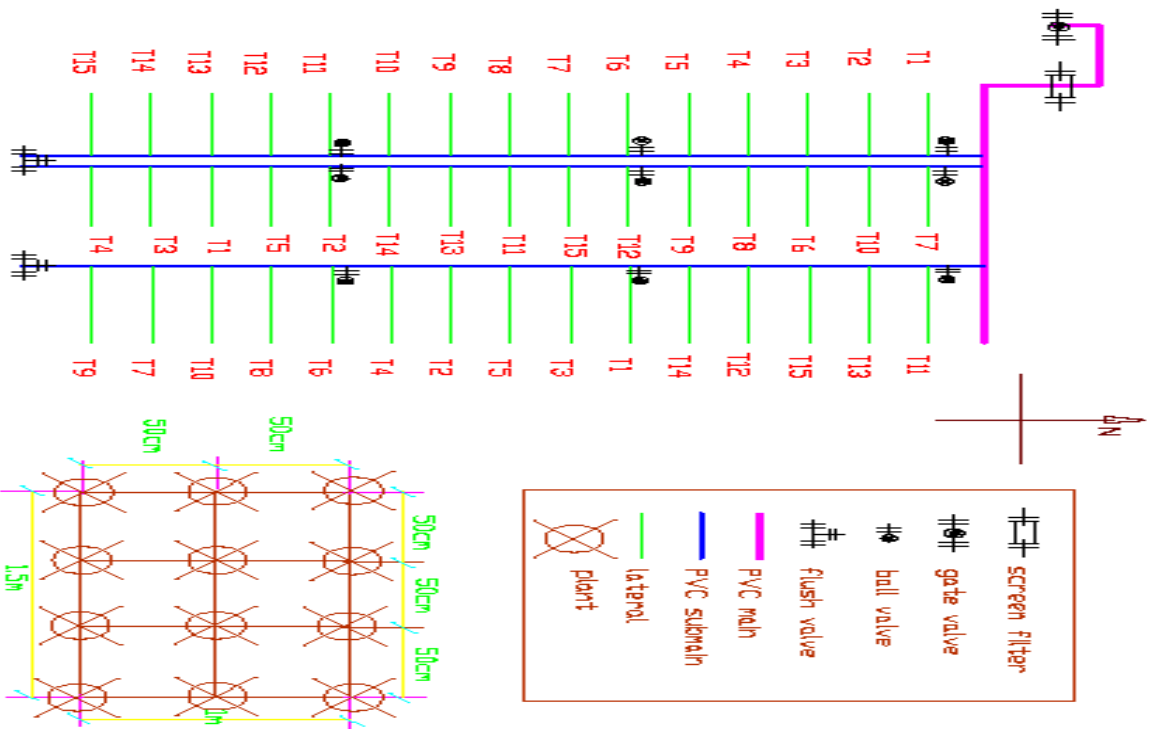 T15 T14 T13 T12 T11 T10 T9 T8 T7 T6 T5 T4 T3 T2 T1
T4 T3 T1 T5 T2 T14 T13 T11 T15 T12 T9 T8 T6 T10 T7
T9 T7 T10 T8 T6 T4 T2 T5 T3 T1 T14 T12 T15 T13 T11
N
50cm 50cm
50cm
50cm
50cm
1.5m
1m
screen filter
gate valve
ball valve
flush valve
PVC main
PVC submain
lateral
plant